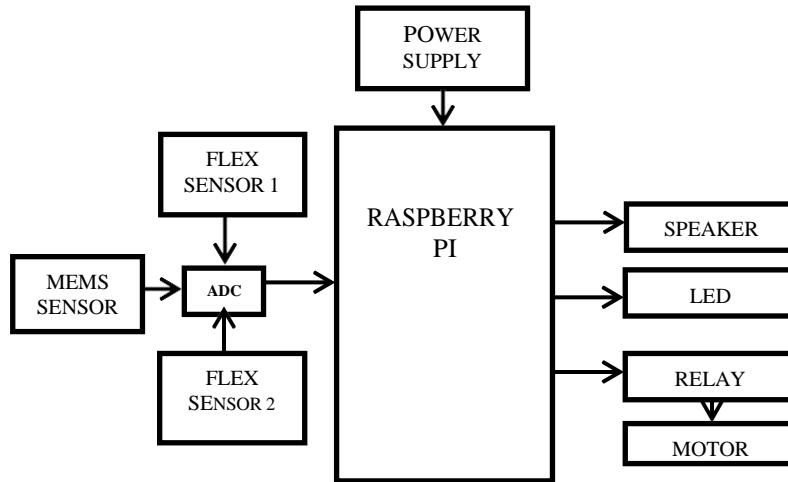 POWER
SUPPLY
FLEX
SENSOR 1
RASPBERRY
PI
SPEAKER
MEMS
SENSOR
ADC
LED
FLEX
SENSOR 2
RELAY
MOTOR